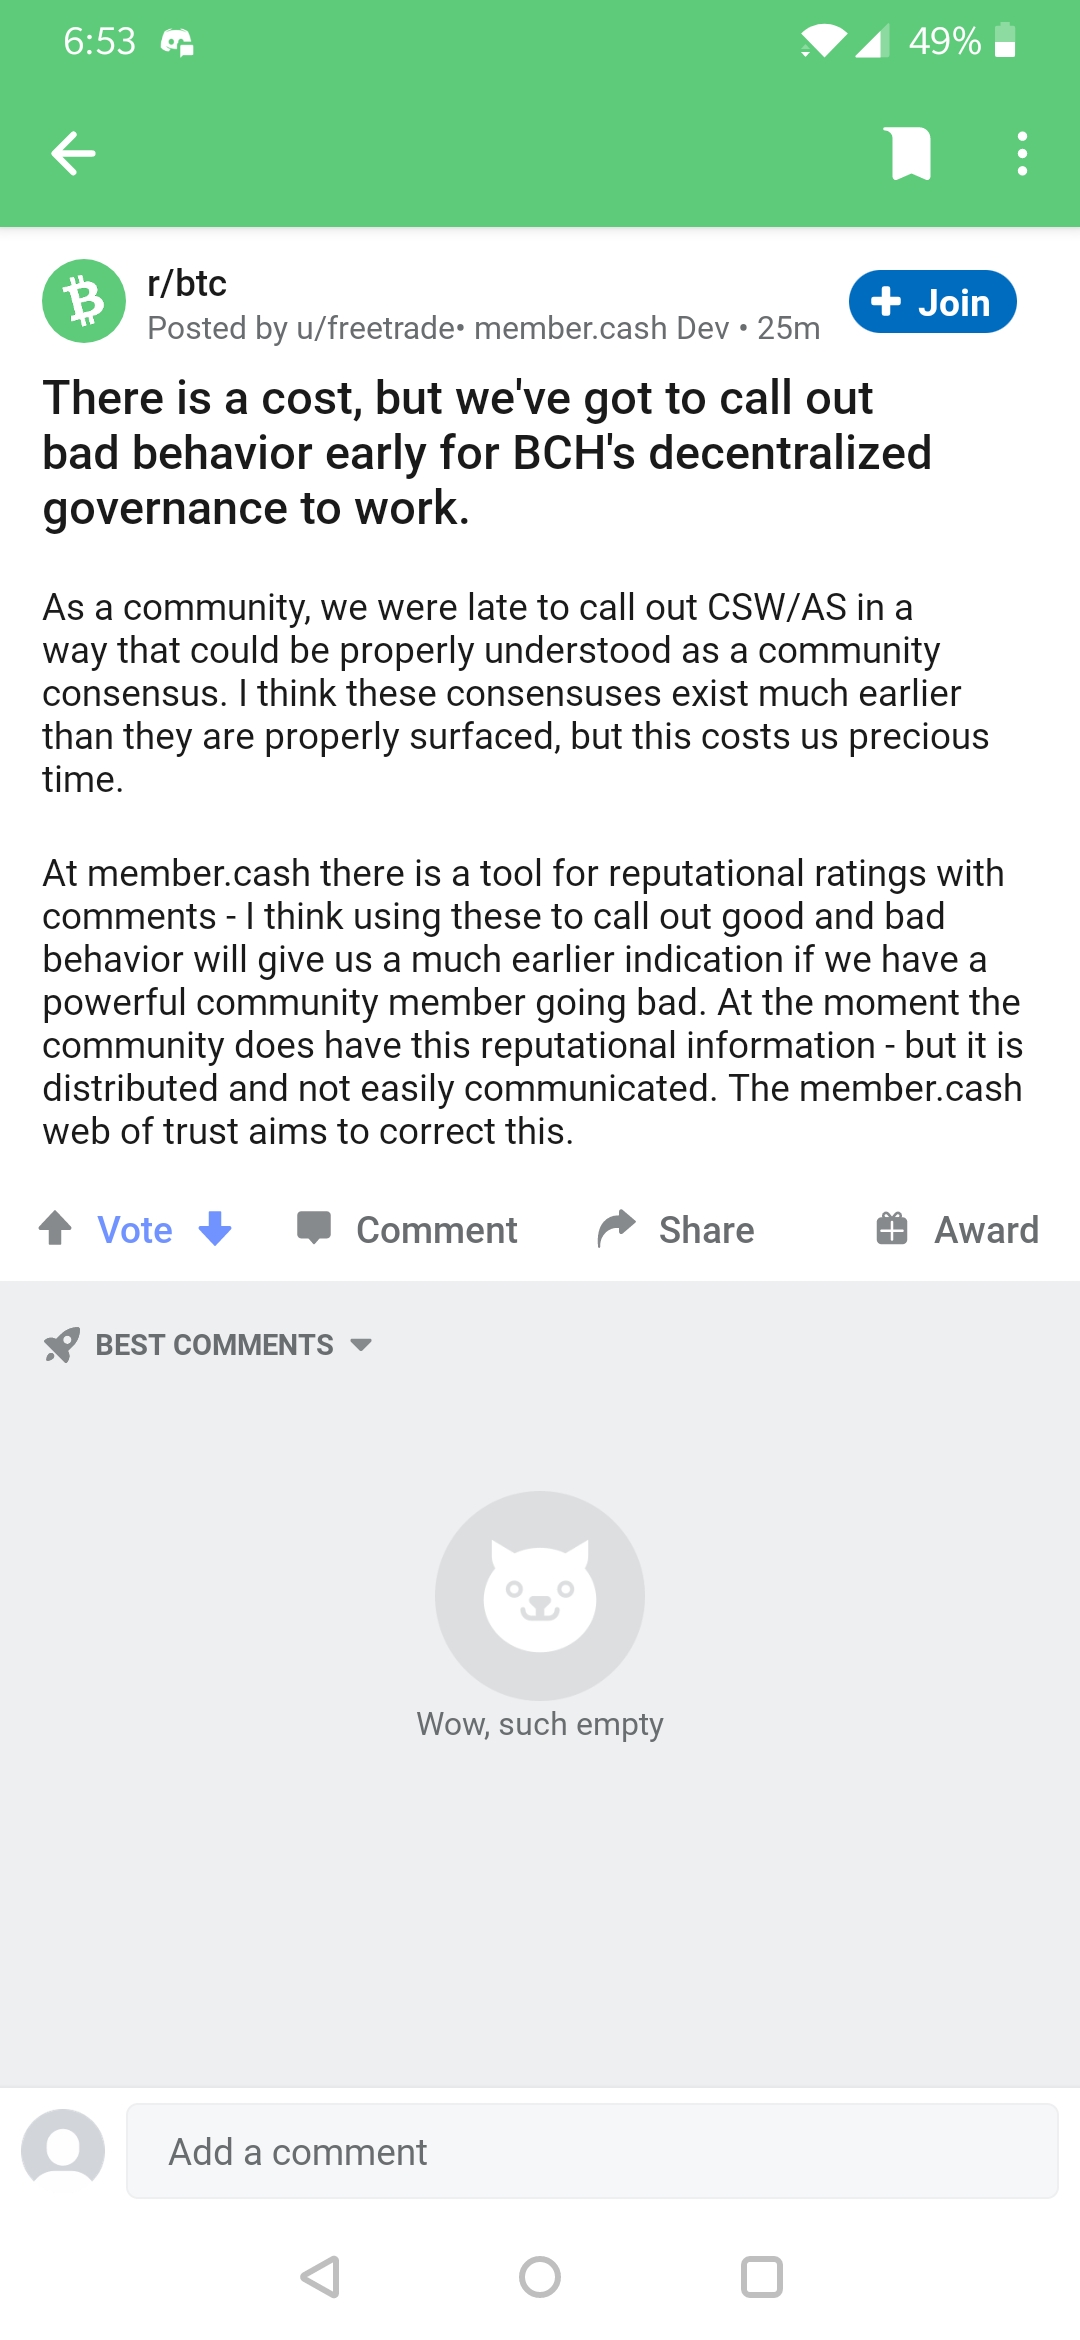 6:53
49%
r/btc
Posted by u/freetrade• member.cash Dev • 25m
Join
There is a cost, but we've got to call out
bad behavior early for BCH's decentralized
governance to work.
As a community, we were late to call out CSW/AS in a
way that could be properly understood as a community
consensus. I think these consensuses exist much earlier
than they are properly surfaced, but this costs us precious
time.
At member.cash there is a tool for reputational ratings with
comments - I think using these to call out good and bad
behavior will give us a much earlier indication if we have a
powerful community member going bad. At the moment the
community does have this reputational information - but it is
distributed and not easily communicated. The member.cash
web of trust aims to correct this.
Vote
Comment
Share
Award
BEST COMMENTS
Wow, such empty
Add a comment